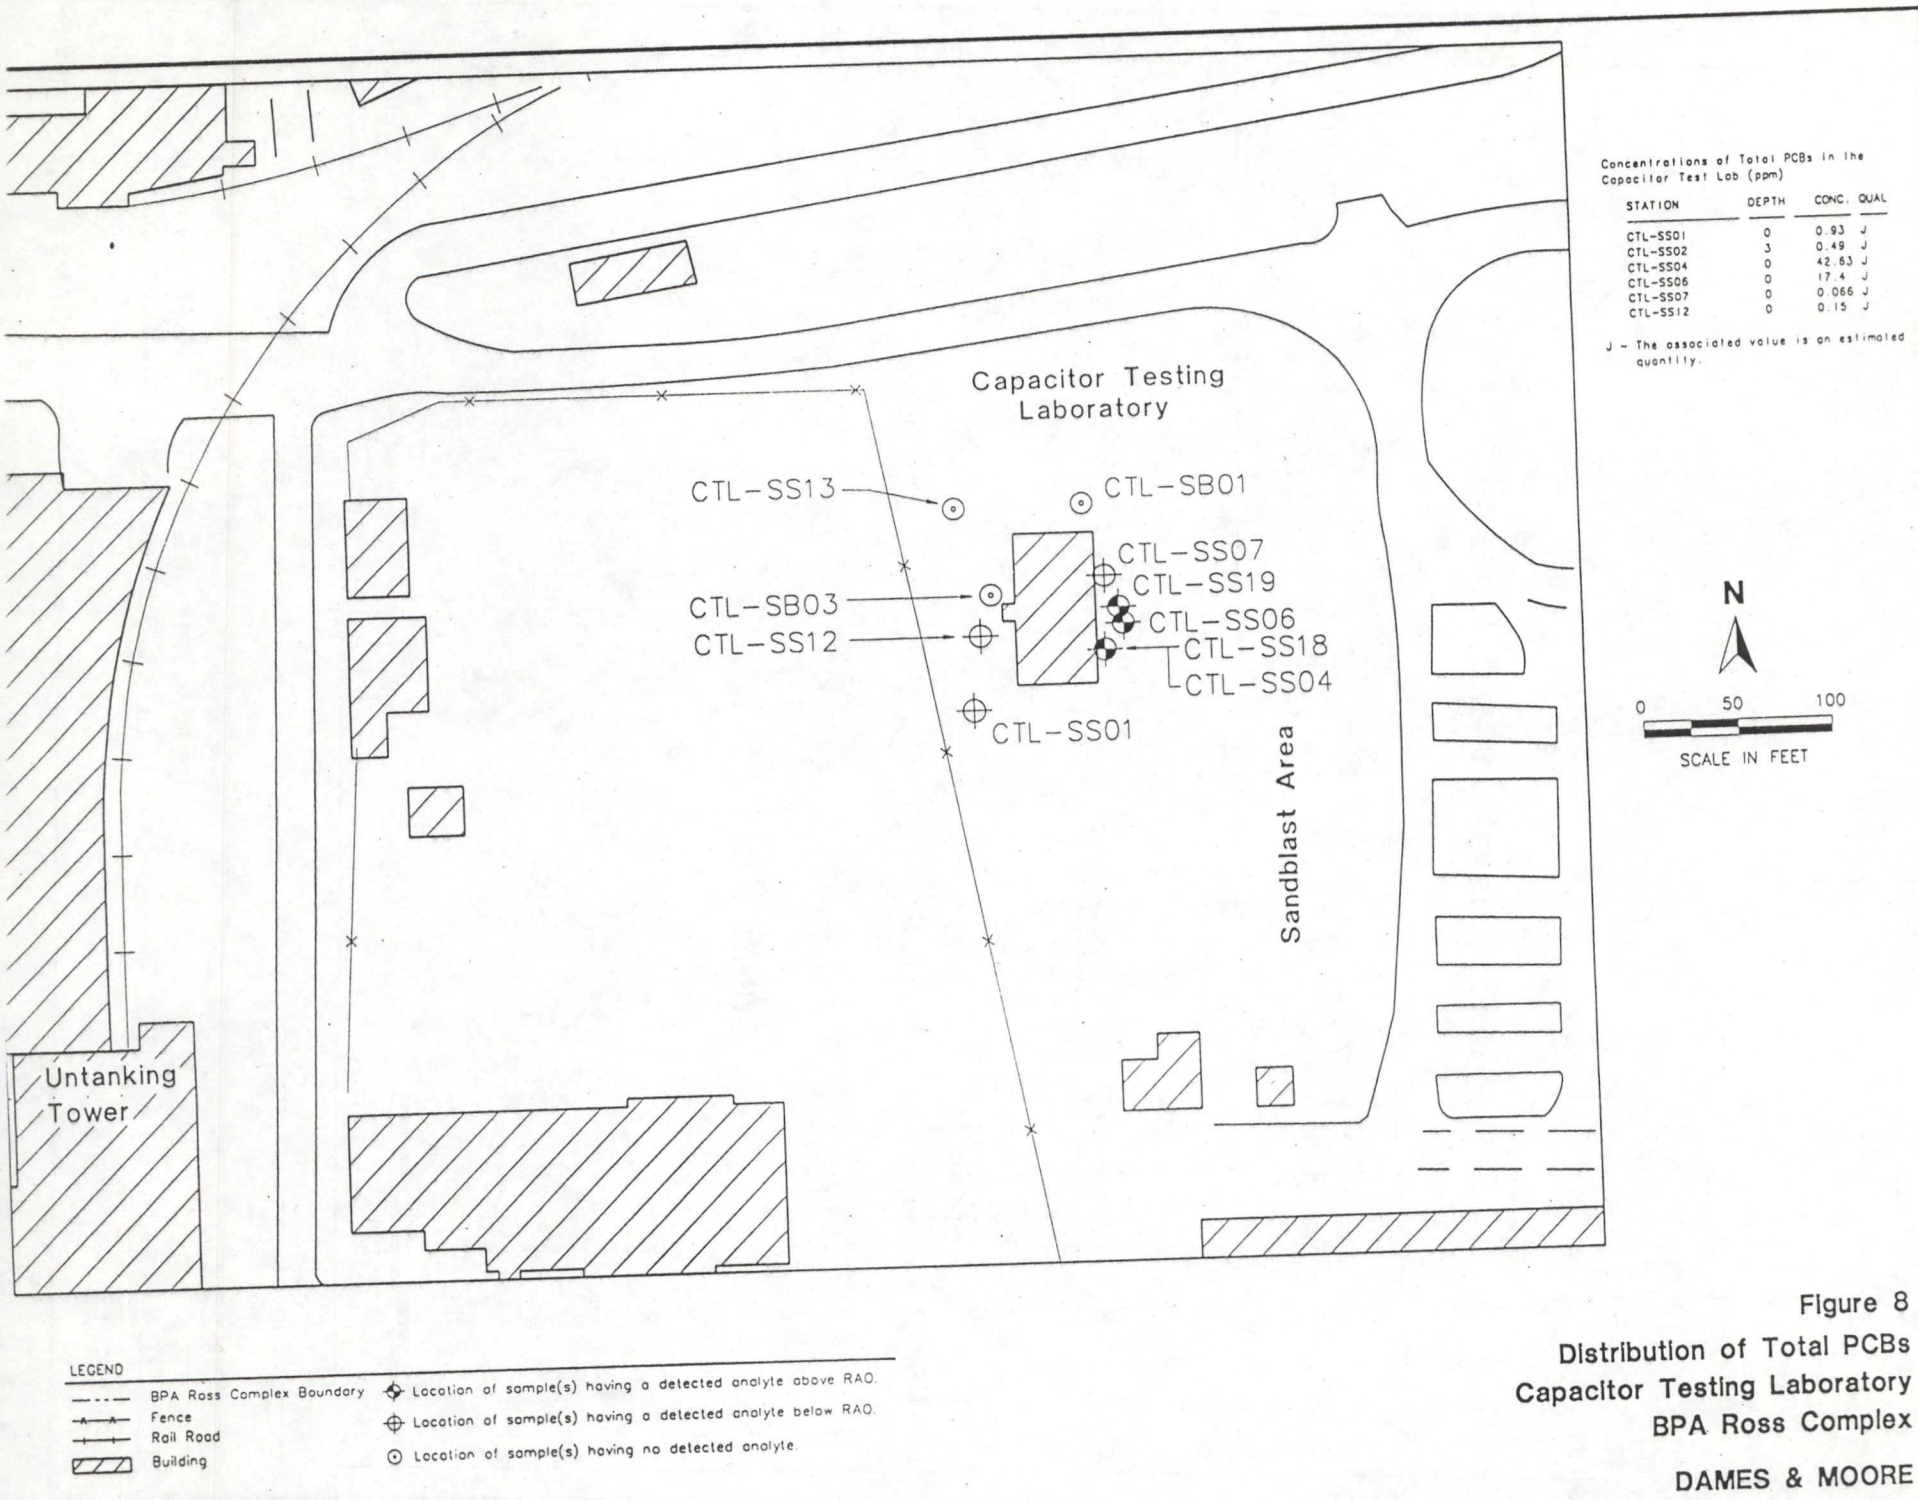 Concentrations of Total PCBs in the
Capacitor Test Lab (ppm)
STATION DEPTH CONC. QUAL
CTL-SS01 0 0.93 J
CTL-SS02 3 0.49 J
CTL-SS04 0 42.63 J
CTL-SS06 0 17.4 J
CTL-SS07 0 0.066 J
CTL-SS12 0 0.15 J
J - The associated value is an estimated
quantity.
Capacitor Testing
Laboratory
CTL-SS13
CTL-SB01
CTL-SS07
CTL-SS19
CTL-SB03
CTL-SS06
CTL-SS12
CTL-SS18
CTL-SS04
CTL-SS01
Sandblast Area
N
0 50 100
SCALE IN FEET
Untanking
Tower
Figure 8
Distribution of Total PCBs
Capacitor Testing Laboratory
BPA Ross Complex
DAMES & MOORE
LEGEND
BPA Ross Complex Boundary
Fence
Rail Road
Building
Location of sample(s) having a detected analyte above RAO.
Location of sample(s) having a detected analyte below RAO.
Location of sample(s) having no detected analyte.